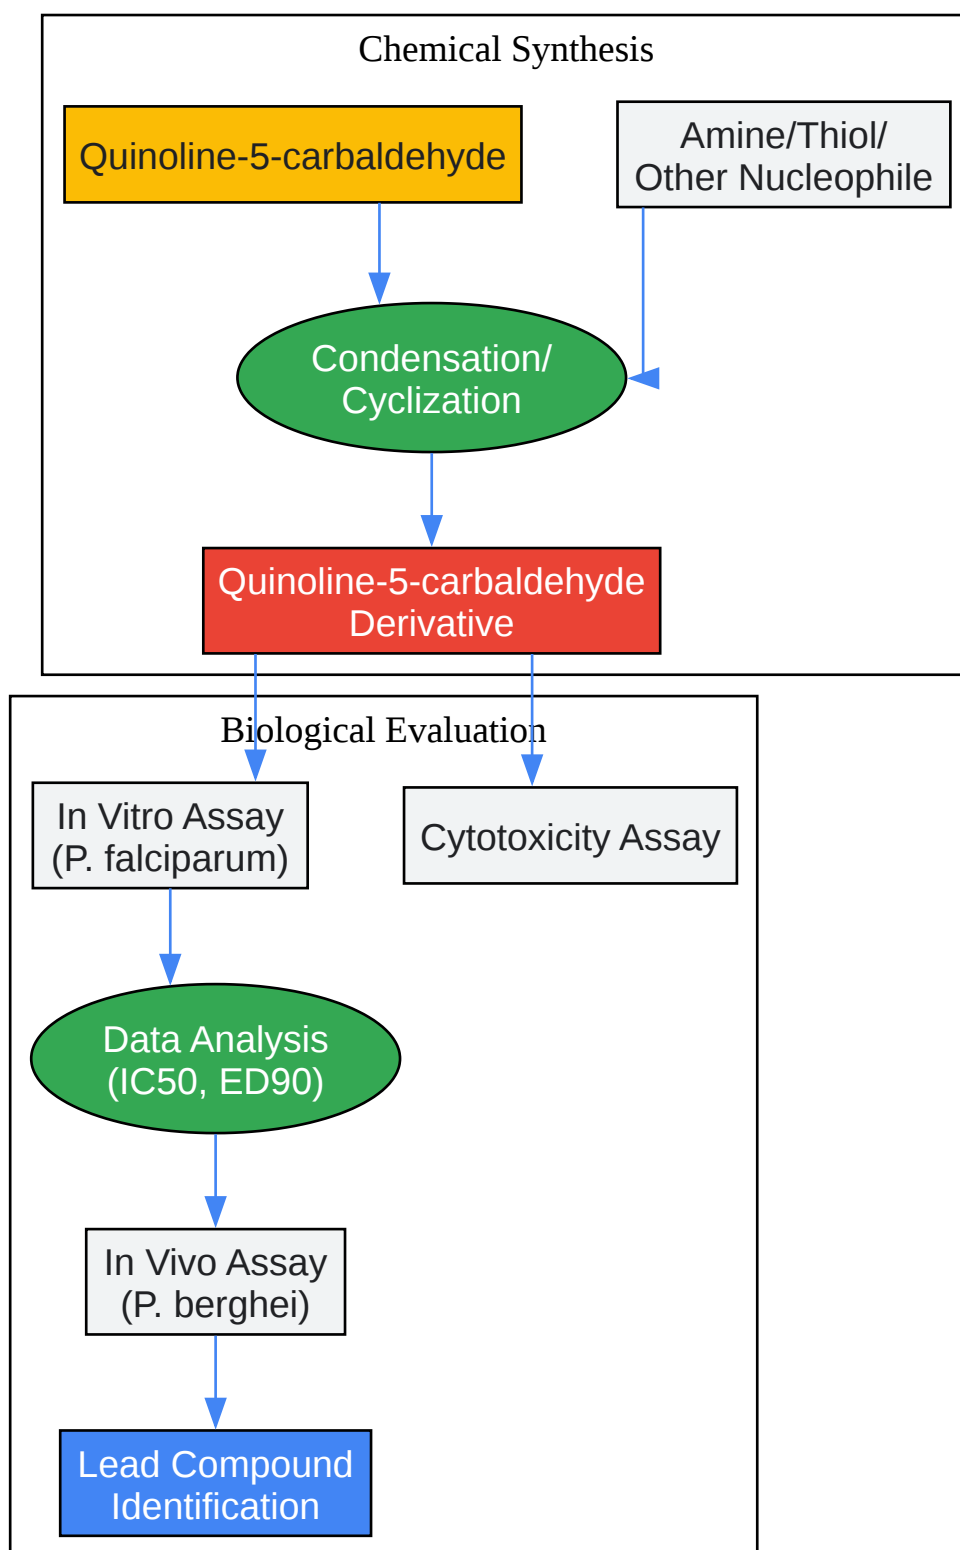 Chemical Synthesis
Quinoline-5-carbaldehyde
Amine/Thiol/
Other Nucleophile
Condensation/
Cyclization
Quinoline-5-carbaldehyde
Derivative
Biological Evaluation
In Vitro Assay
(P. falciparum)
Cytotoxicity Assay
Data Analysis
(IC50, ED90)
In Vivo Assay
(P. berghei)
Lead Compound
Identification